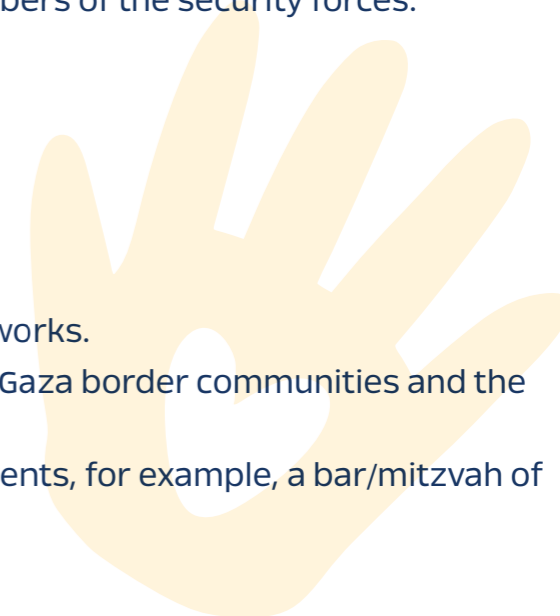 bers of the security forces.
works.
Gaza border communities and the
ents, for example, a bar/mitzvah of